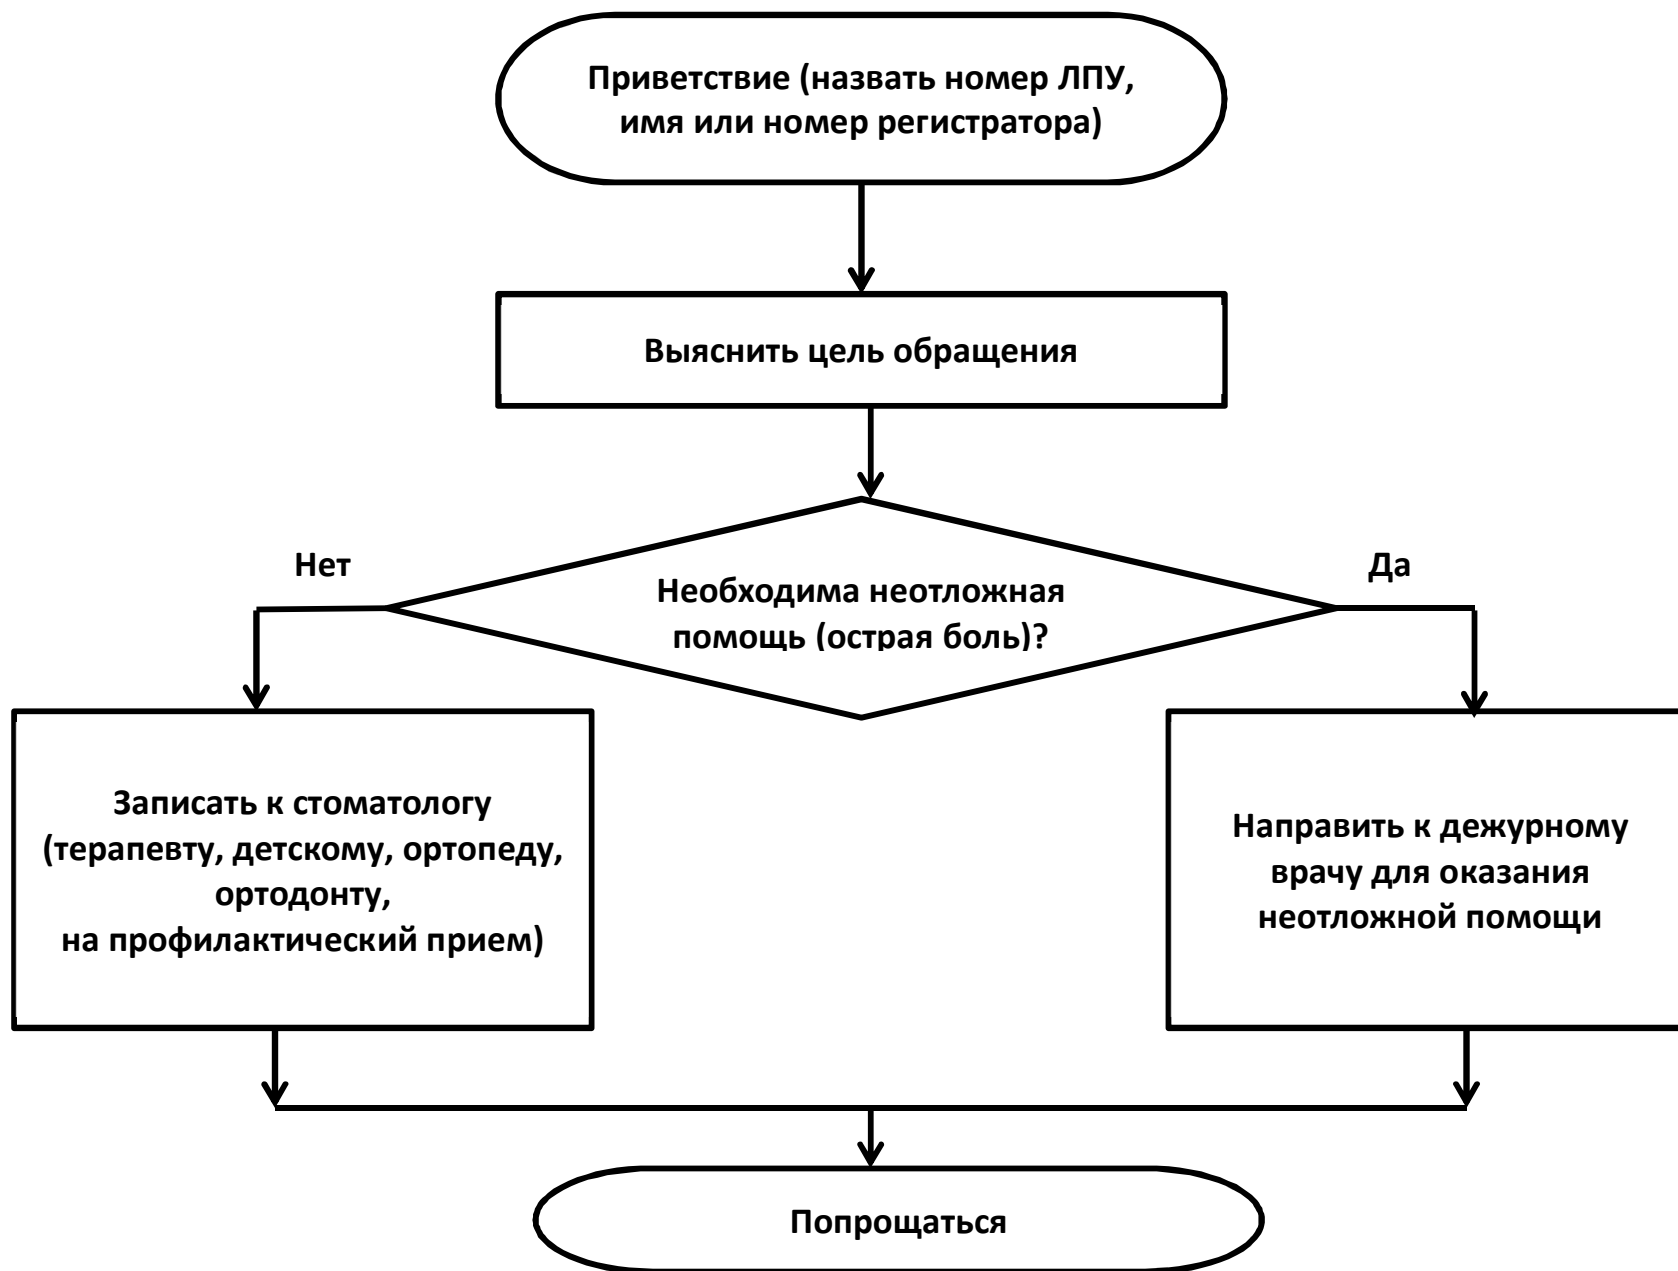 Приветствие (назвать номер ЛПУ,
имя или номер регистратора)
Выяснить цель обращения
Нет
Да
Необходима неотложная
помощь (острая боль)?
Записать к стоматологу
(терапевту, детскому, ортопеду,
ортодонту,
на профилактический прием)
Направить к дежурному
врачу для оказания
неотложной помощи
Попрощаться